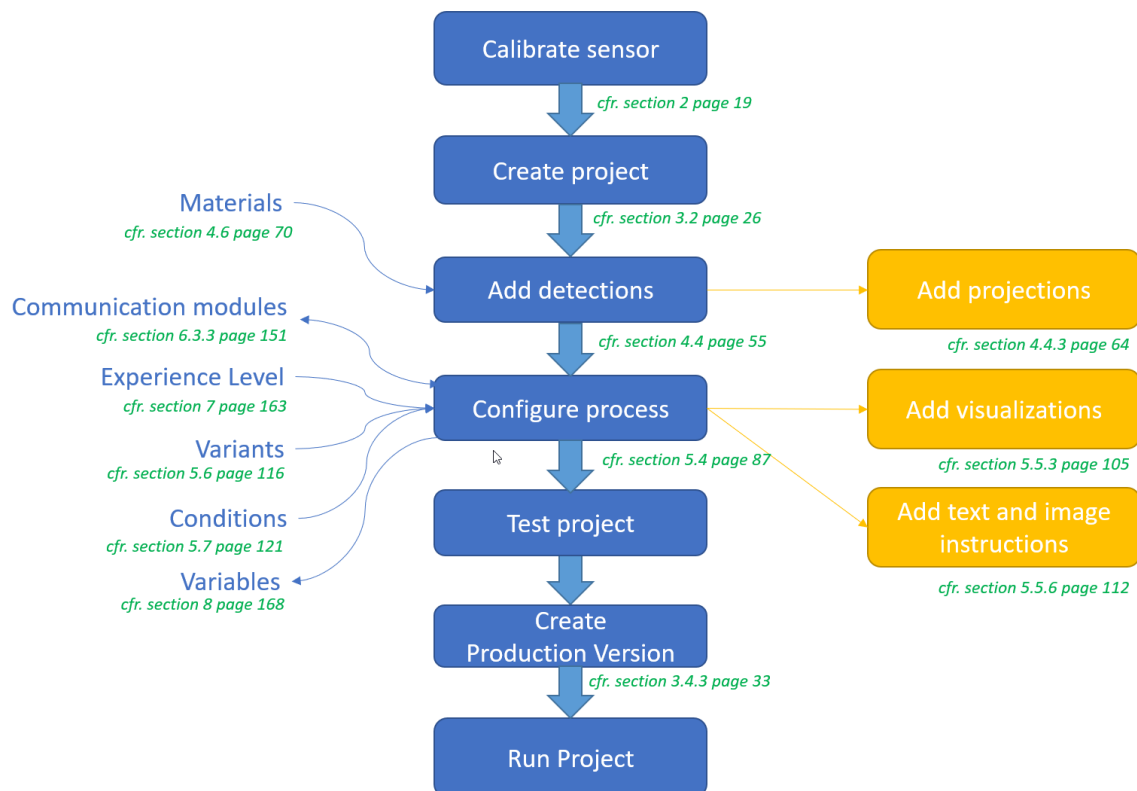 Calibrate sensor
cfr. section 2 page 19
Create project
cfr. section 3.2 page 26
Materials
cfr. section 4.6 page 70
Add detections
cfr. section 4.4 page 55
Add projections
cfr. section 4.4.3 page 64
Communication modules
cfr. section 6.3.3 page 151
Experience Level
cfr. section 7 page 163
Configure process
cfr. section 5.4 page 87
Add visualizations
cfr. section 5.5.3 page 105
Variants
cfr. section 5.6 page 116
Conditions
cfr. section 5.7 page 121
Test project
Add text and image
instructions
cfr. section 5.5.6 page 112
Variables
cfr. section 8 page 168
Create
Production Version
cfr. section 3.4.3 page 33
Run Project